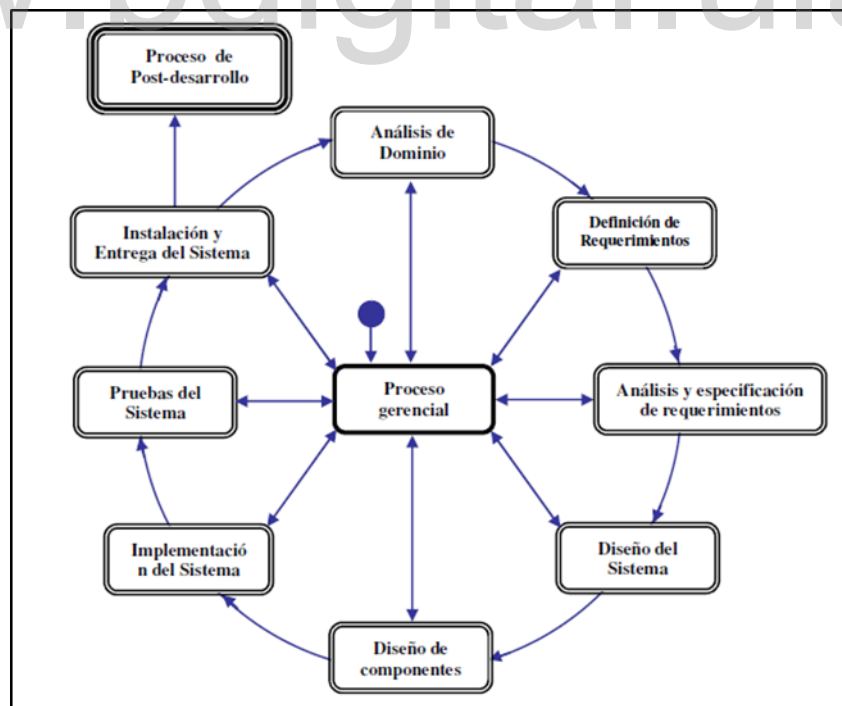 Proceso de
Post-desarrollo
Análisis de
Dominio
Instalación y
Entrega del Sistema
Definición de
Requerimientos
Pruebas del
Sistema
Proceso
gerencial
Análisis y especificación
de requerimientos
Implementació
n del Sistema
Diseño del
Sistema
Diseño de
componentes